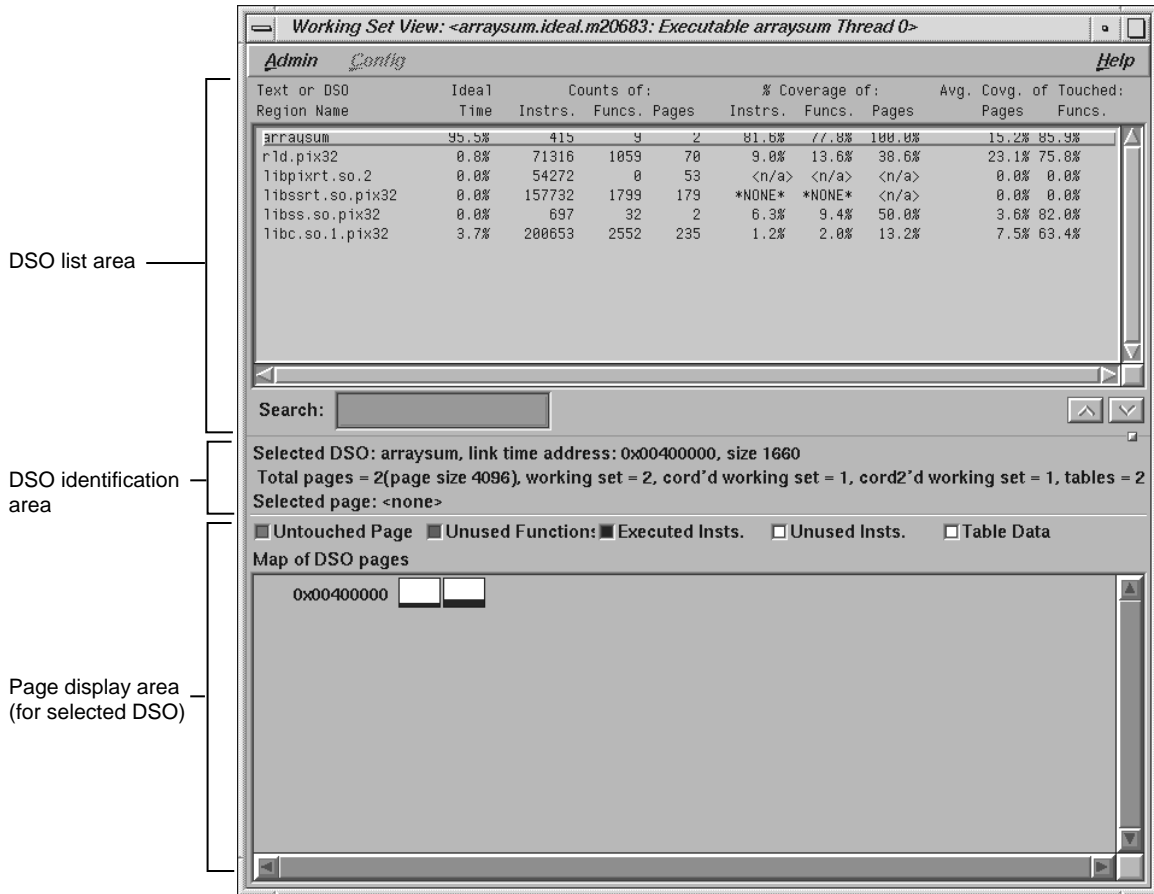 Working Set View: <arraysum.ideal.m20683: Executable arraysum Thread 0>
Admin Config Help
Text or DSO Ideal Counts of: % Coverage of: Avg. Covg. of Touched:
Region Name Time Instrs. Funcs. Pages Instrs. Funcs. Pages Pages Funcs.
arraysum 95.5% 415 9 2 81.6% 77.8% 100.0% 15.2% 85.9%
rld.pix32 0.8% 71316 1059 70 9.0% 13.6% 38.6% 23.1% 75.8%
libpixrt.so.2 0.0% 54272 0 53 <n/a> <n/a> <n/a> 0.0% 0.0%
libssrt.so.pix32 0.0% 157732 1799 179 *NONE* *NONE* <n/a> 0.0% 0.0%
libss.so.pix32 0.0% 697 32 2 6.3% 9.4% 50.0% 3.6% 82.0%
libc.so.1.pix32 3.7% 200653 2552 235 1.2% 2.0% 13.2% 7.5% 63.4%
DSO list area
Search:
Selected DSO: arraysum, link time address: 0x00400000, size 1660
Total pages = 2(page size 4096), working set = 2, cord'd working set = 1, cord2'd working set = 1, tables = 2
Selected page: <none>
DSO identification
area
Untouched Page Unused Functions Executed Insts. Unused Insts. Table Data
Map of DSO pages
0x00400000
Page display area
(for selected DSO)